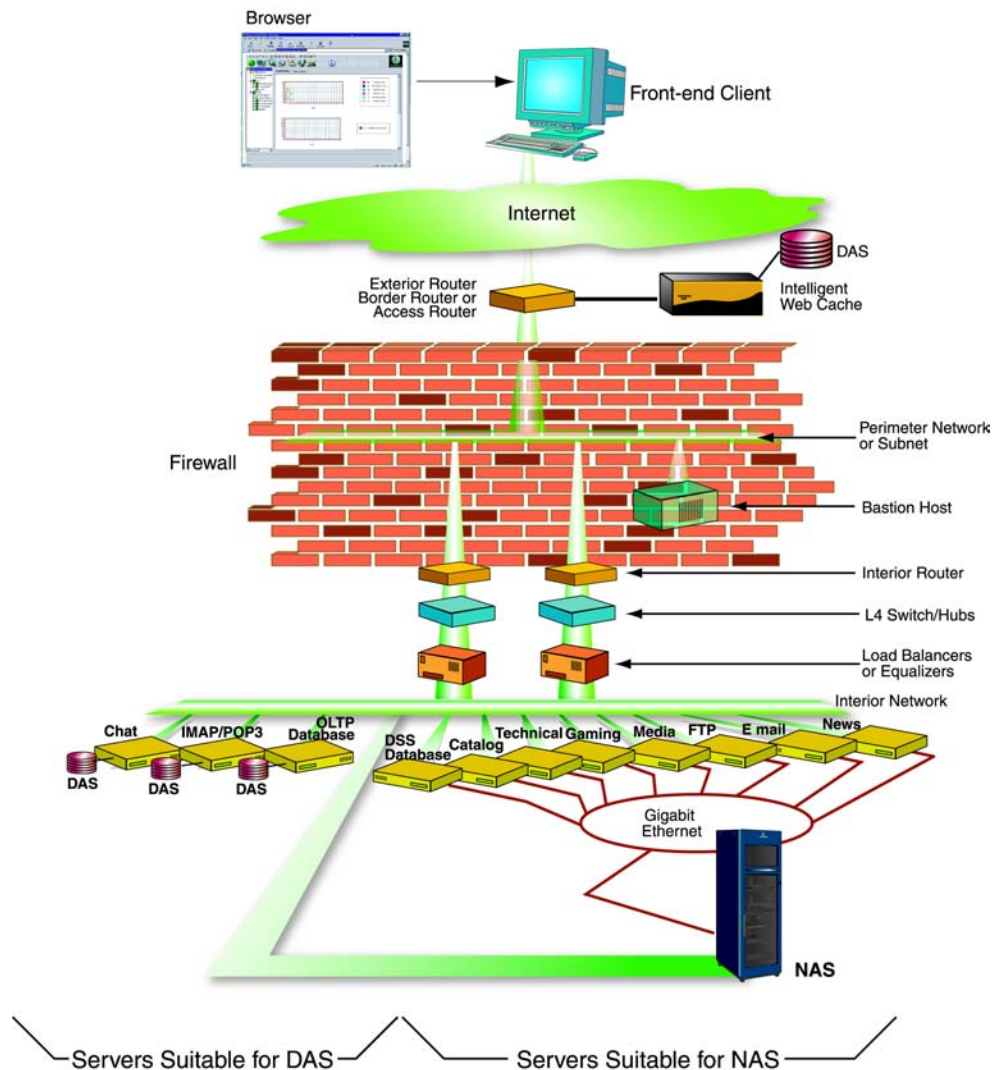 Browser
Front-end Client
Internet
DAS
Exterior Router
Border Router or
Access Router
Intelligent
Web Cache
Perimeter Network
or Subnet
Firewall
Bastion Host
Interior Router
L4 Switch/Hubs
Load Balancers
or Equalizers
Interior Network
Chat
IMAP/POP3
OLTP
Database
DSS
Database
Catalog
Technical
Gaming
Media
FTP
E mail
News
DAS
DAS
DAS
Gigabit
Ethernet
NAS
Servers Suitable for DAS
Servers Suitable for NAS